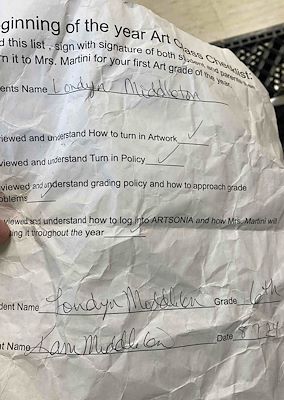 ginning of the year Art Class Checklist:
d this list, sign with signature of both student and parents and
rn it to Mrs. Martini for your first Art grade of the year.
ents Name Londyn Middleton
viewed and understand How to turn in Artwork ✓
viewed and understand Turn in Policy ✓
viewed and understand grading policy and how to approach grade
oblems ✓
viewed and understand how to log into ARTSONIA and how Mrs. Martini will
ing it throughout the year ✓
dent Name Londyn Middleton Grade 6th
nt Name Middleton Date